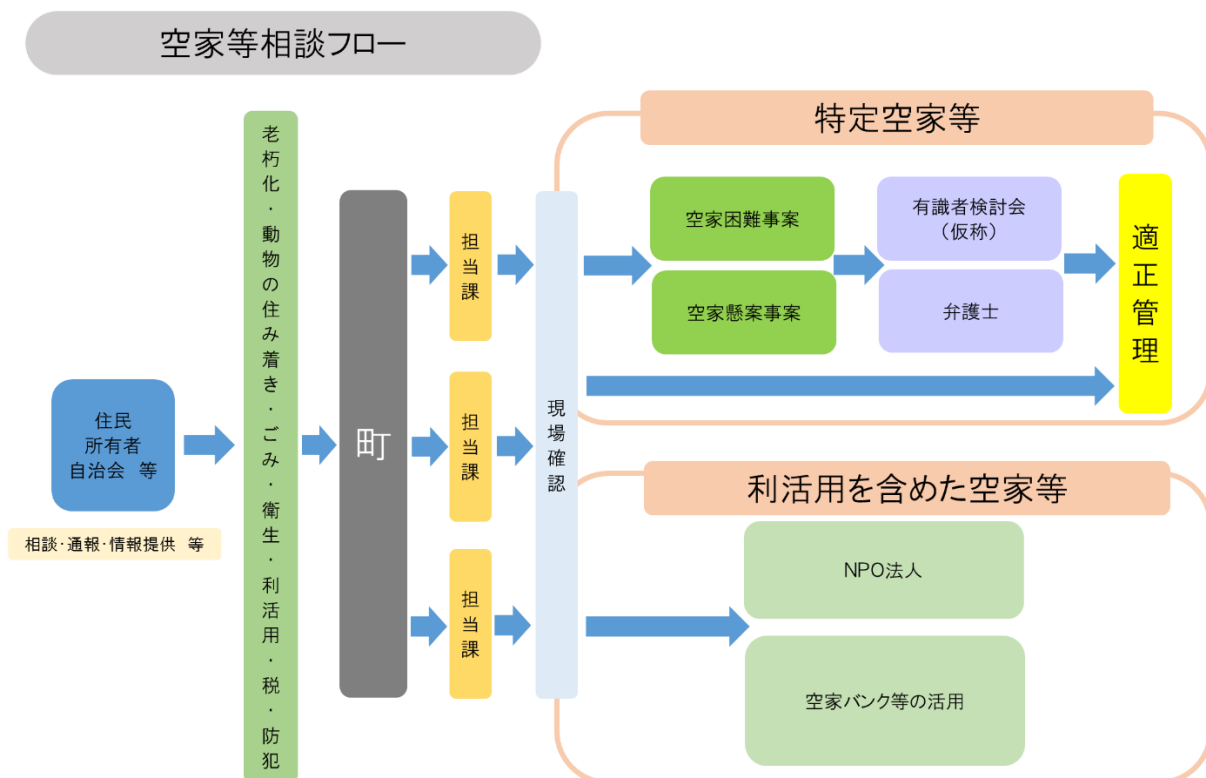 空家等相談フロー
住民
所有者
自治会 等
相談・通報・情報提供 等
老朽化・動物の住み着き・ごみ・衛生・利活用・税・防犯
町
担当課
担当課
担当課
現場確認
特定空家等
空家困難事案
空家懸案事案
有識者検討会
(仮称)
弁護士
適正管理
利活用を含めた空家等
NPO法人
空家バンク等の活用